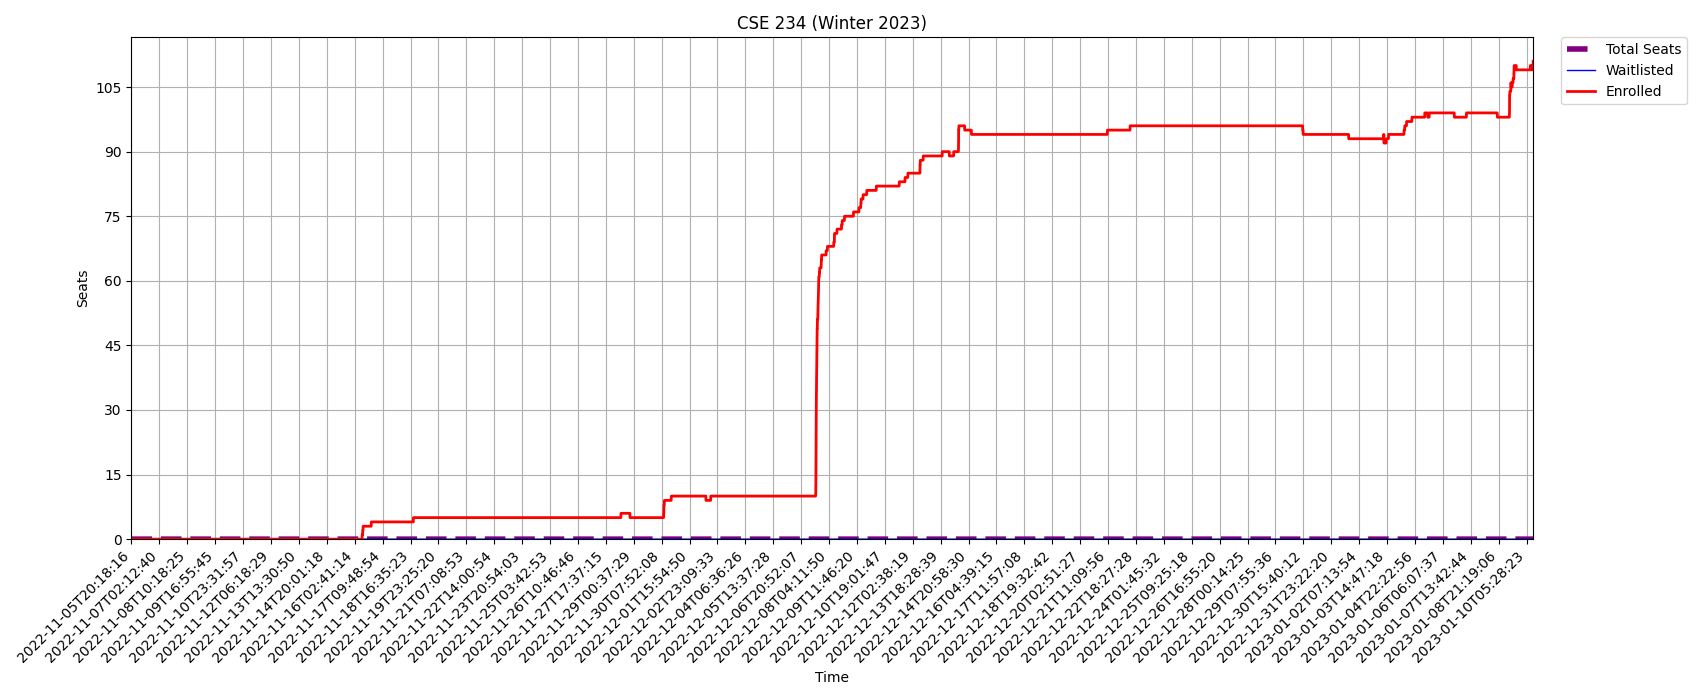 CSE 234 (Winter 2023)
Total Seats
Waitlisted
Enrolled
Seats
105
90
75
60
45
30
15
0
2022-11-05T20:18:16
2022-11-07T02:12:40
2022-11-08T10:18:25
2022-11-09T16:55:45
2022-11-10T23:31:57
2022-11-12T06:18:29
2022-11-13T13:30:50
2022-11-14T20:01:18
2022-11-16T02:41:14
2022-11-17T09:48:54
2022-11-18T16:35:23
2022-11-19T23:25:20
2022-11-21T07:08:53
2022-11-22T14:00:54
2022-11-23T20:54:03
2022-11-25T03:42:53
2022-11-26T10:46:46
2022-11-27T17:37:15
2022-11-29T00:37:29
2022-11-30T07:52:08
2022-12-01T15:54:50
2022-12-02T23:09:33
2022-12-04T06:36:26
2022-12-05T13:37:28
2022-12-06T20:52:07
2022-12-08T04:11:50
2022-12-09T11:46:20
2022-12-10T19:01:47
2022-12-12T02:38:19
2022-12-13T18:28:39
2022-12-14T20:58:30
2022-12-16T04:39:15
2022-12-17T11:57:08
2022-12-18T19:32:42
2022-12-20T02:51:27
2022-12-21T11:09:56
2022-12-22T18:27:28
2022-12-24T01:45:32
2022-12-25T09:25:18
2022-12-26T16:55:20
2022-12-28T00:14:25
2022-12-29T07:55:36
2022-12-30T15:40:12
2022-12-31T23:22:20
2023-01-02T07:13:54
2023-01-03T14:47:18
2023-01-04T22:22:56
2023-01-06T06:07:37
2023-01-07T13:42:44
2023-01-08T21:19:06
2023-01-10T05:28:23
Time